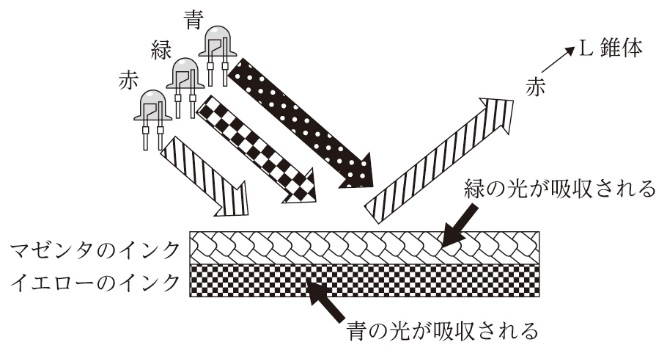 青
緑
赤
L 錐体
赤
緑の光が吸収される
マゼンタのインク
イエローのインク
青の光が吸収される